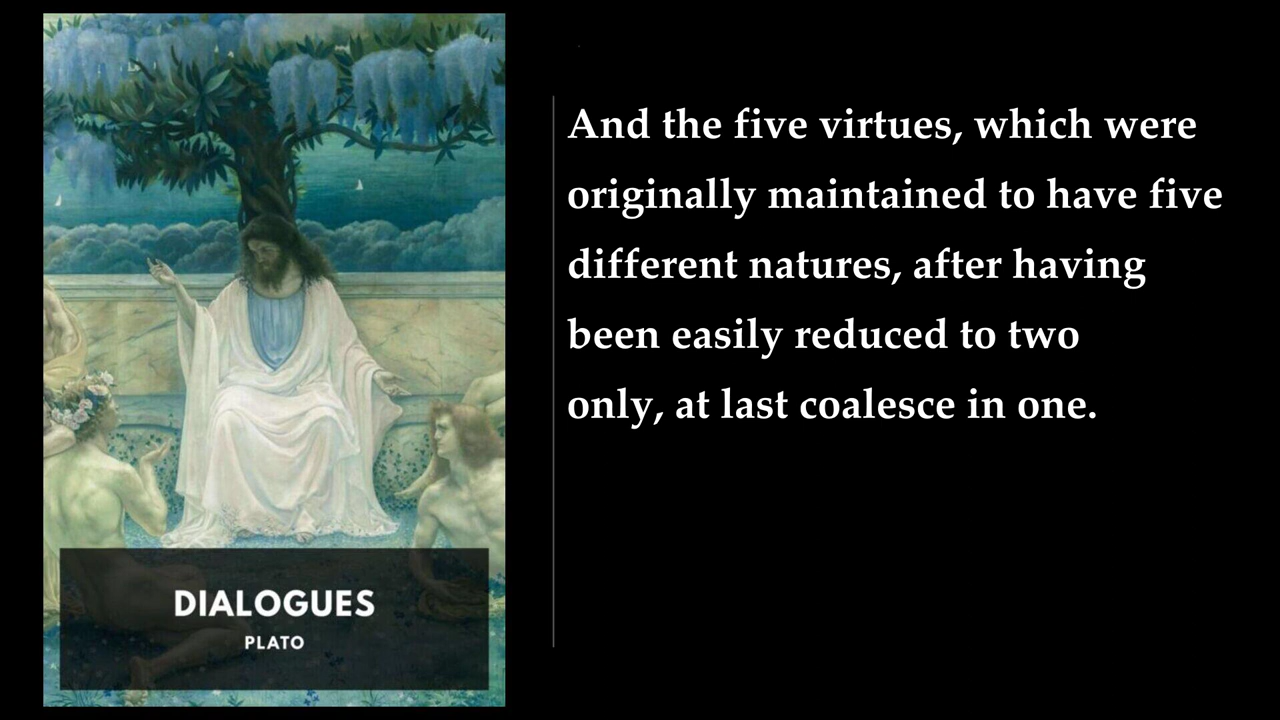 DIALOGUES
PLATO
And the five virtues, which were
originally maintained to have five
different natures, after having
been easily reduced to two
only, at last coalesce in one.